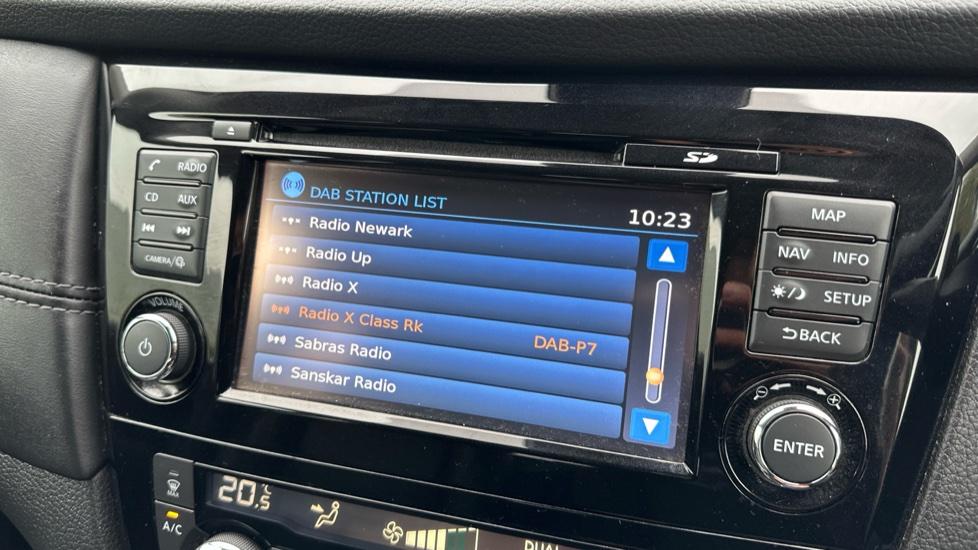 DAB STATION LIST
10:23
Radio Newark
Radio Up
Radio X
Radio X Class Rk DAB-P7
Sabras Radio
Sanskar Radio
RADIO
CD AUX
CAMERA/
VOLUME
SD
MAP
NAV INFO
SETUP
BACK
ENTER
MAX
A/C
20.5°C
DUAL